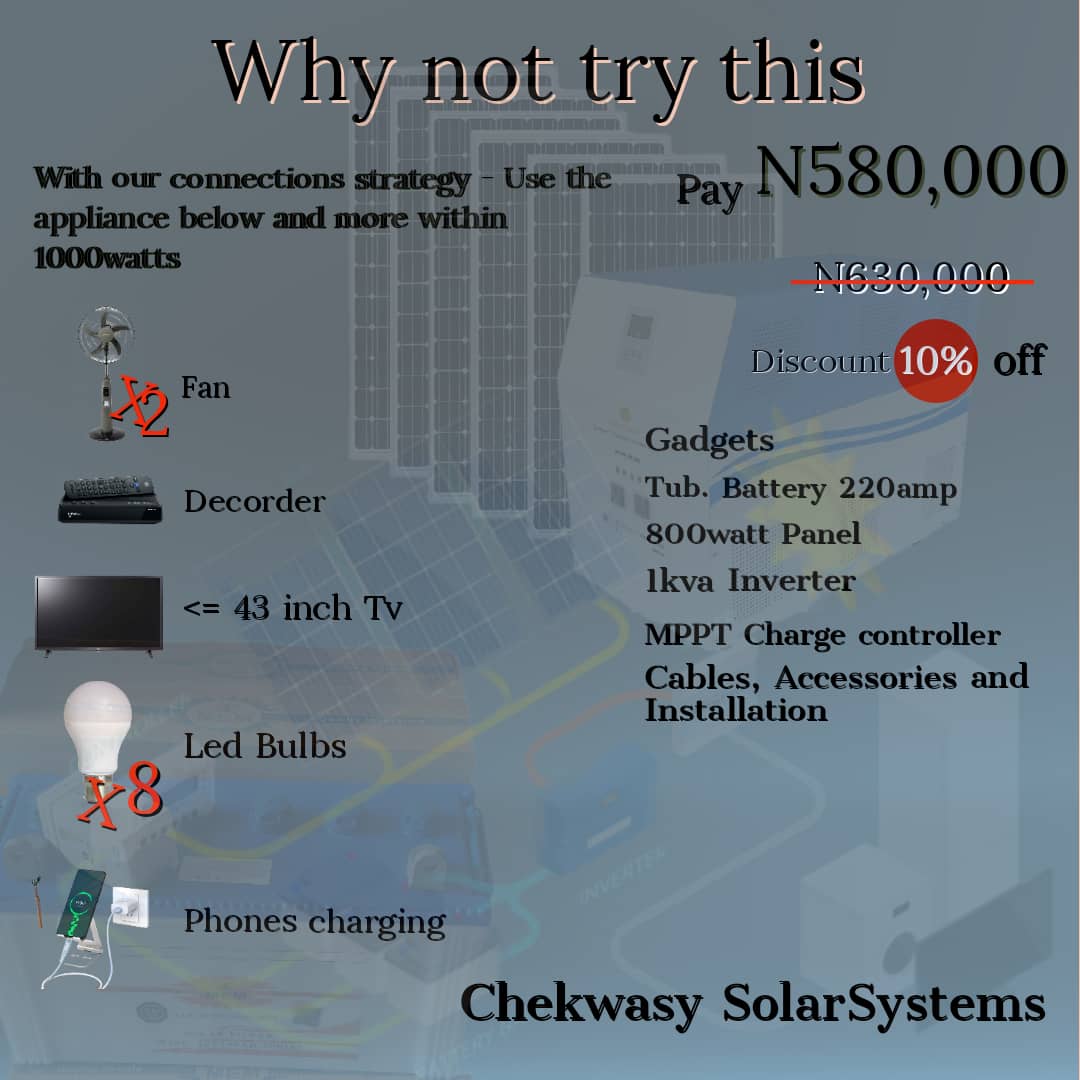 Why not try this
With our connections strategy - Use the
appliance below and more within
1000watts
Pay N580,000
N630,000
Discount 10% off
X2
Fan
Decorder
<= 43 inch Tv
Led Bulbs
X8
Phones charging
Gadgets
Tub. Battery 220amp
800watt Panel
1kva Inverter
MPPT Charge controller
Cables, Accessories and
Installation
INVERTER
Chekwasy SolarSystems